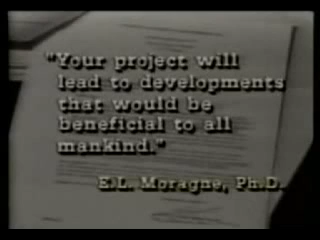 "Your project will
lead to developments
that would be
beneficial to all
mankind."
E.L. Moragne, Ph.D.